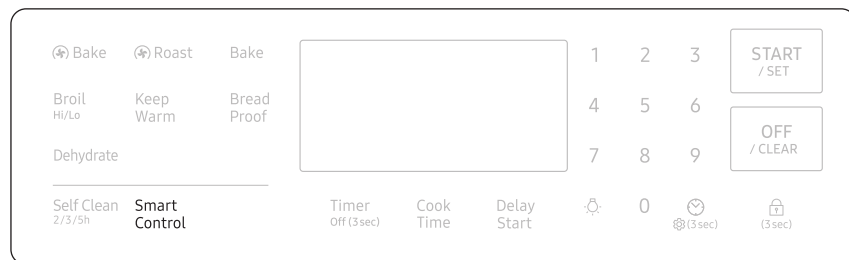 Bake Roast Bake 1 2 3 START
/ SET
Broil Keep Bread
Hi/Lo Warm Proof
4 5 6
OFF
/ CLEAR
Dehydrate 7 8 9
Self Clean Smart Timer Cook Delay 0
2/3/5h Control Off (3 sec) Time Start (3 sec) (3 sec)